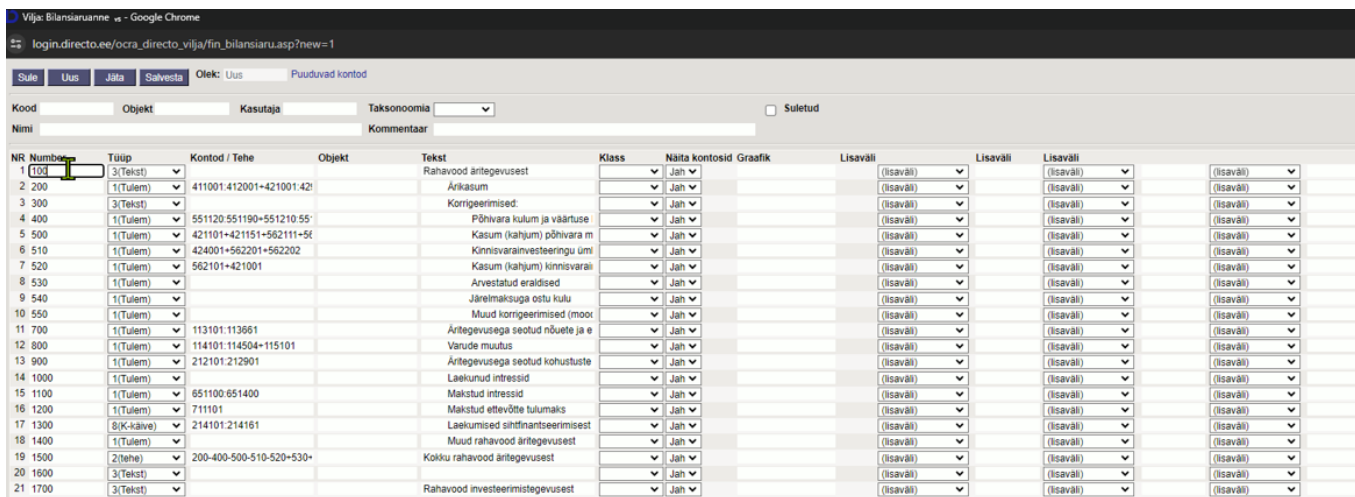 Vilja: Bilansiaruanne vs - Google Chrome
login.directo.ee/ocra_directo_vilja/fin_bilansiaru.asp?new=1
Sule Uus Jäta Salvesta Olek: Uus Puuduvad kontod
Kood Objekt Kasutaja Taksonoomia Suletud
Nimi Kommentaar
NR Number Tüüp Kontod / Tehe Objekt Tekst Klass Näita kontosid Graafik Lisaväli Lisaväli Lisaväli
1 100 3(Tekst) Rahavood äritegevusest Jah (lisaväli) (lisaväli) (lisaväli)
2 200 1(Tulem) 411001:412001+421001:42 Ärikasum Jah (lisaväli) (lisaväli) (lisaväli)
3 300 3(Tekst) Korrigeerimised: Jah (lisaväli) (lisaväli) (lisaväli)
4 400 1(Tulem) 551120:551190+551210:55 Põhivara kulum ja väärtuse Jah (lisaväli) (lisaväli) (lisaväli)
5 500 1(Tulem) 421101+421151+562111+56 Kasum (kahjum) põhivara m Jah (lisaväli) (lisaväli) (lisaväli)
6 510 1(Tulem) 424001+562201+562202 Kinnisvarainvesteeringu üml Jah (lisaväli) (lisaväli) (lisaväli)
7 520 1(Tulem) 562101+421001 Kasum (kahjum) kinnisvarai Jah (lisaväli) (lisaväli) (lisaväli)
8 530 1(Tulem) Arvestatud eraldised Jah (lisaväli) (lisaväli) (lisaväli)
9 540 1(Tulem) Järelmaksuga ostu kulu Jah (lisaväli) (lisaväli) (lisaväli)
10 550 1(Tulem) Muud korrigeerimised (mood Jah (lisaväli) (lisaväli) (lisaväli)
11 700 1(Tulem) 113101:113661 Äritegevusega seotud nõuete ja e Jah (lisaväli) (lisaväli) (lisaväli)
12 800 1(Tulem) 114101:114504+115101 Varude muutus Jah (lisaväli) (lisaväli) (lisaväli)
13 900 1(Tulem) 212101:212901 Äritegevusega seotud kohustuste Jah (lisaväli) (lisaväli) (lisaväli)
14 1000 1(Tulem) Laekunud intressid Jah (lisaväli) (lisaväli) (lisaväli)
15 1100 1(Tulem) 651100:651400 Makstud intressid Jah (lisaväli) (lisaväli) (lisaväli)
16 1200 1(Tulem) 711101 Makstud ettevõtte tulumaks Jah (lisaväli) (lisaväli) (lisaväli)
17 1300 8(K-käive) 214101:214161 Laekumised sihtfinantseerimisest Jah (lisaväli) (lisaväli) (lisaväli)
18 1400 1(Tulem) Muud rahavood äritegevusest Jah (lisaväli) (lisaväli) (lisaväli)
19 1500 2(tehe) 200-400-500-510-520+530+ Kokku rahavood äritegevusest Jah (lisaväli) (lisaväli) (lisaväli)
20 1600 3(Tekst) Jah (lisaväli) (lisaväli) (lisaväli)
21 1700 3(Tekst) Rahavood investeerimistegevusest Jah (lisaväli) (lisaväli) (lisaväli)